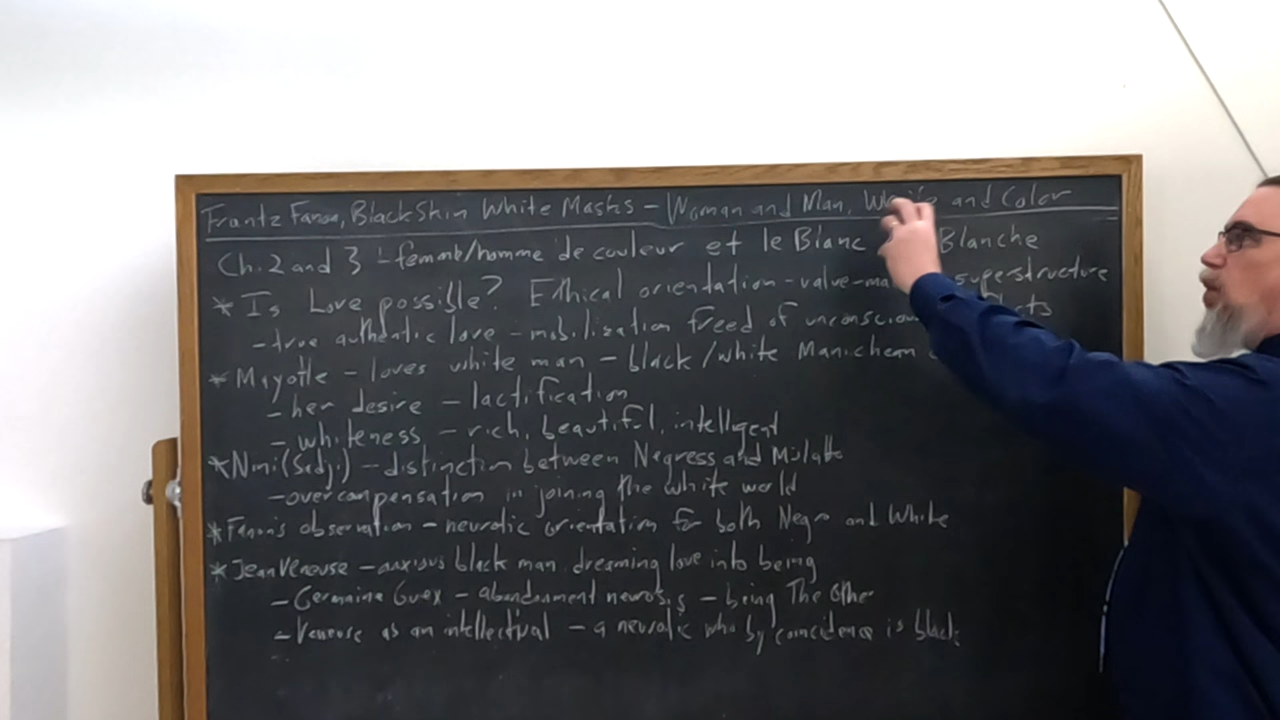 Frantz Fanon, Black Skin White Masks - Woman and Man, White and Color
Ch. 2 and 3 - femme/homme de couleur et le Blanc Blanche
* Is Love possible? Ethical orientation - value-ma superstructure
- true authentic love - mobilization freed of unconscious
* Mayotte - loves white man - black/white Manichean
- her desire - lactification
- whiteness - rich, beautiful, intelligent
* Nini (Sadji) - distinction between Negress and Mulatto
- overcompensation in joining the white world
* Fanon's observation - neurotic orientation for both Negro and White
* Jean Veneuse - anxious black man dreaming love into being
- Germaine Guex - abandonment neurosis - being The Other
- Veneuse as an intellectual - a neurotic who by coincidence is black